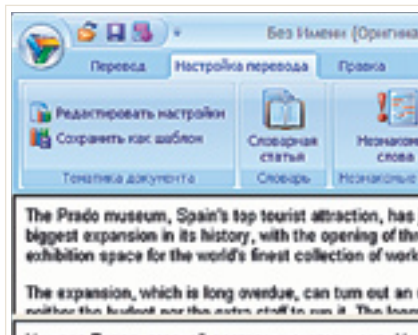 Без Имени (Оригина
Перевод Настройка перевода Правка
Редактировать настройки
Сохранить как шаблон
Словарная статья
Незнаком слова
Тематика документа Словарь Незнакомые
The Prado museum, Spain's top tourist attraction, has
biggest expansion in its history, with the opening of thr
exhibition space for the world's finest collection of work
The expansion, which is long overdue, can turn out an
neither the budget nor the extra staff to run it. The long